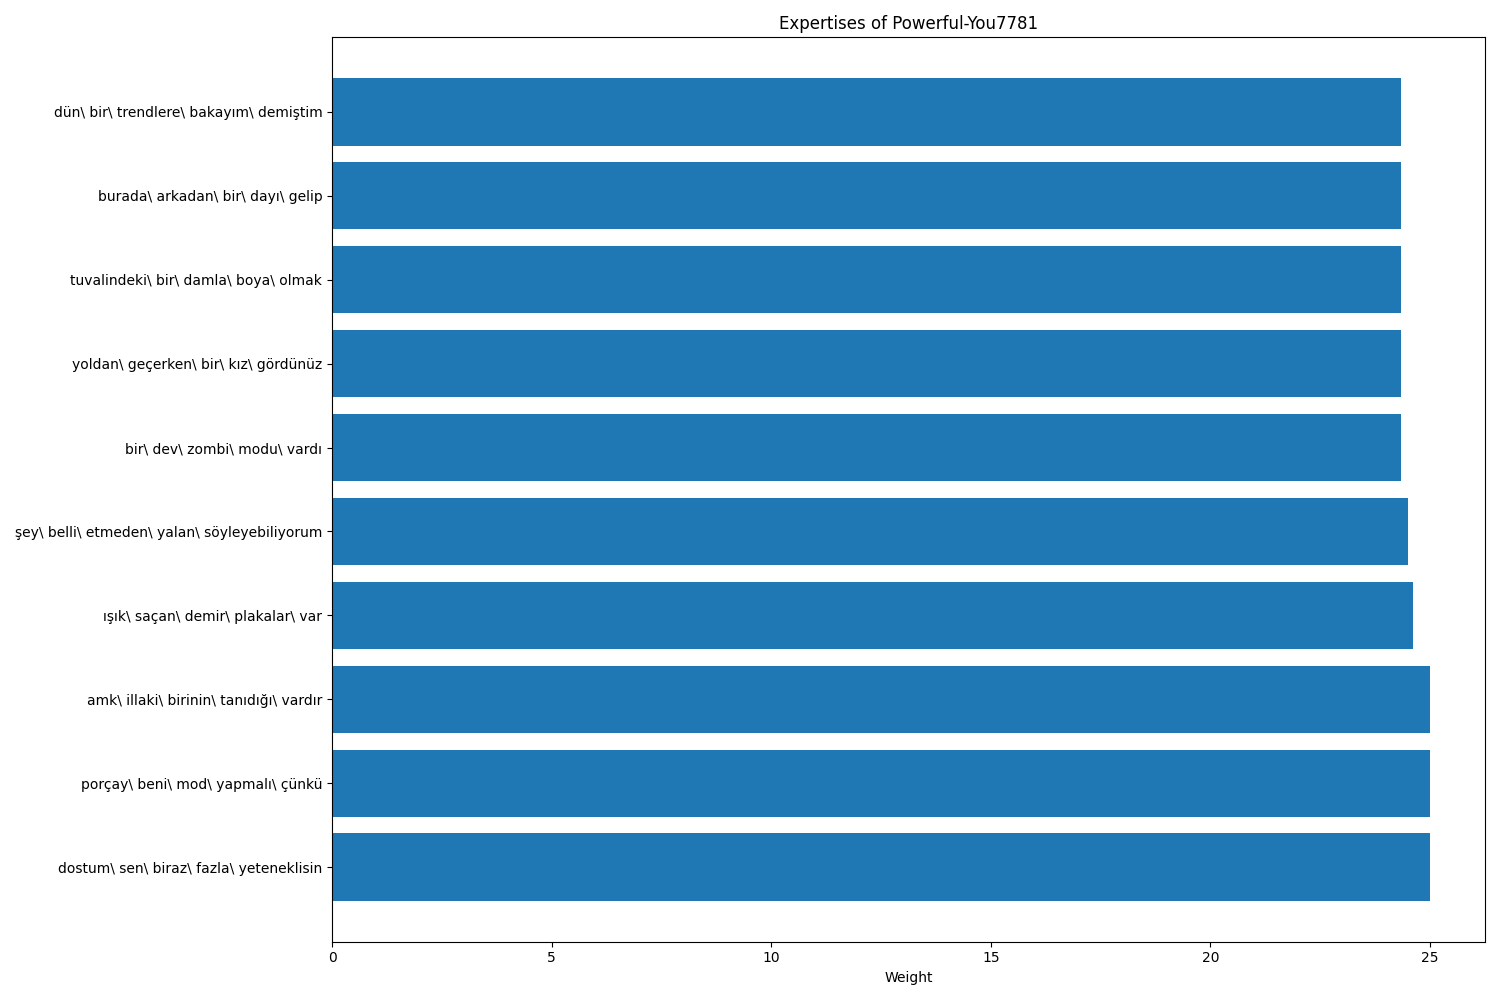 Expertises of Powerful-You7781
dün\ bir\ trendlere\ bakayım\ demiştim
burada\ arkadan\ bir\ dayı\ gelip
tuvalindeki\ bir\ damla\ boya\ olmak
yoldan\ geçerken\ bir\ kız\ gördünüz
bir\ dev\ zombi\ modu\ vardı
şey\ belli\ etmeden\ yalan\ söyleyebiliyorum
ışık\ saçan\ demir\ plakalar\ var
amk\ illaki\ birinin\ tanıdığı\ vardır
porçay\ beni\ mod\ yapmalı\ çünkü
dostum\ sen\ biraz\ fazla\ yeteneklisin
0 5 10 15 20 25
Weight